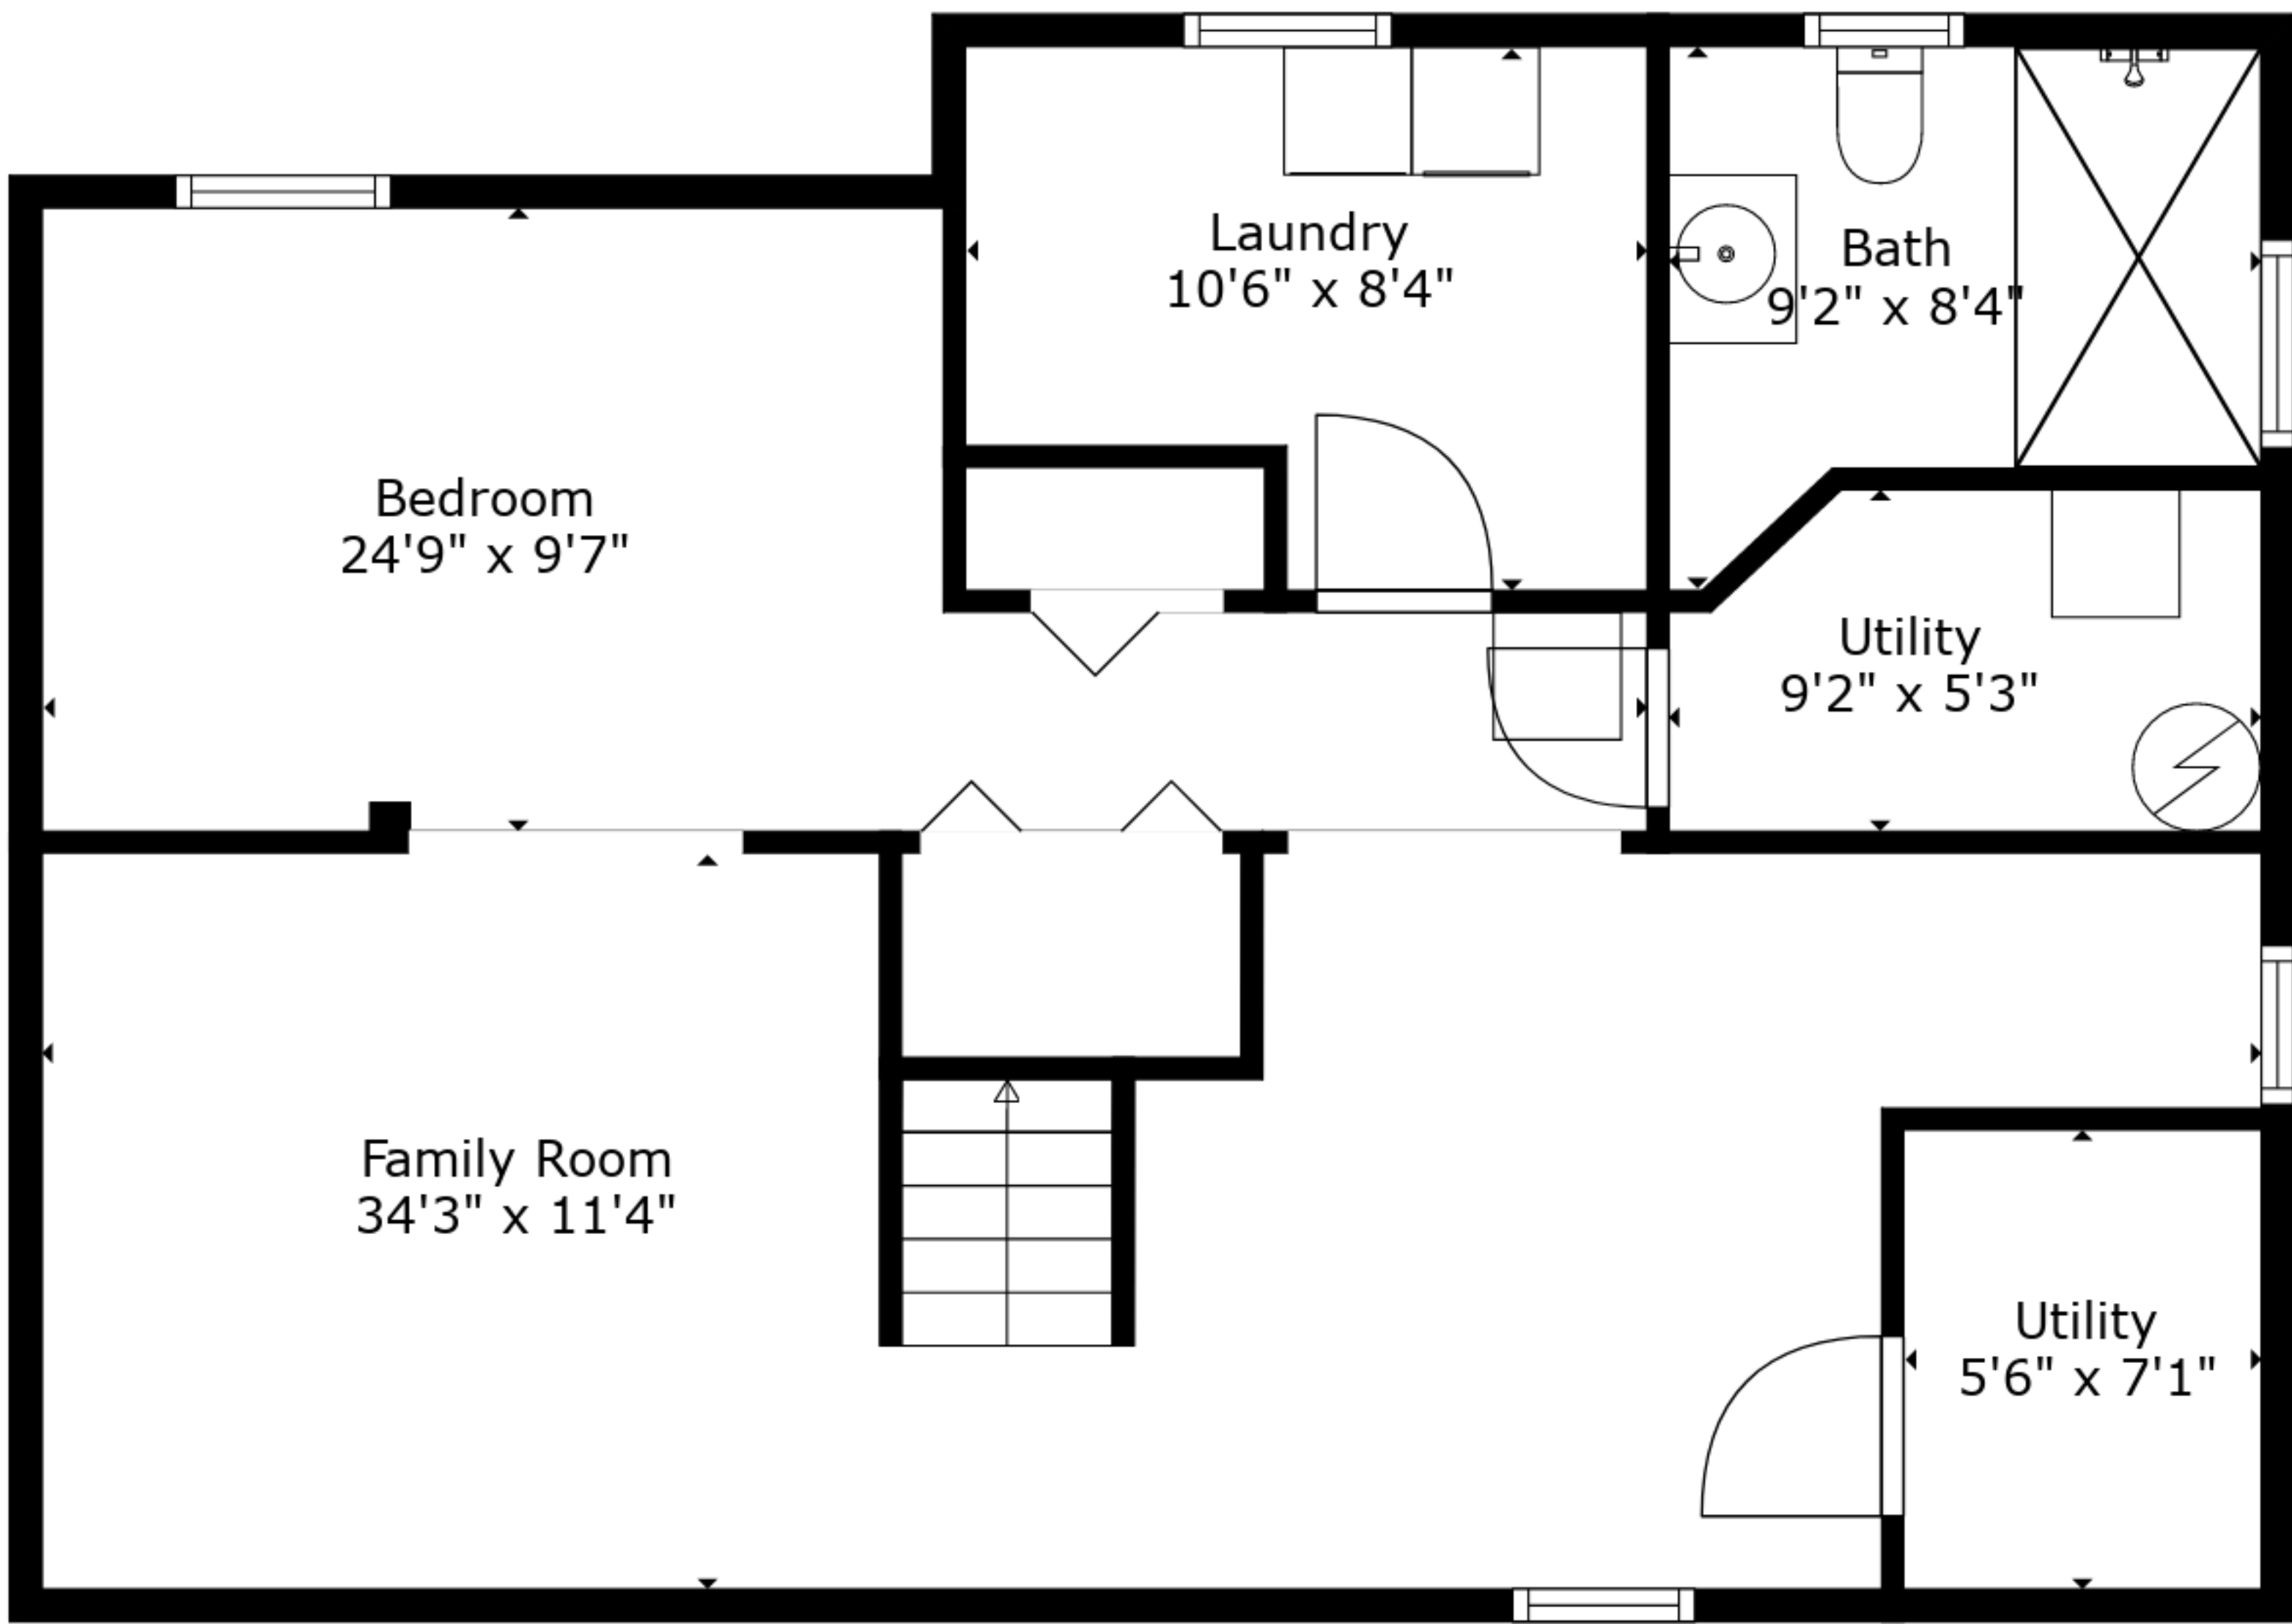 Laundry
10'6" x 8'4"
Bath
9'2" x 8'4"
Bedroom
24'9" x 9'7"
Utility
9'2" x 5'3"
Family Room
34'3" x 11'4"
Utility
5'6" x 7'1"